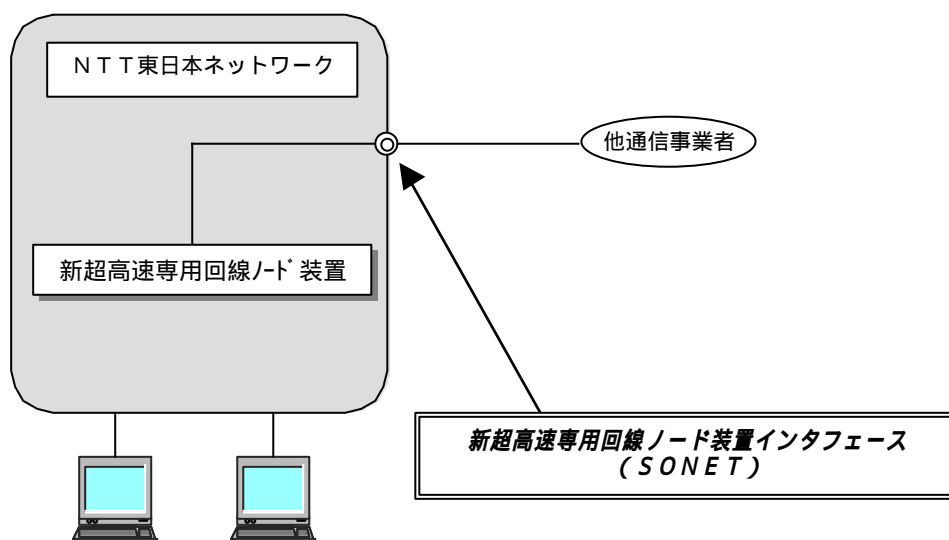 NTT東日本ネットワーク
他通信事業者
新超高速専用回線ﾉｰﾄﾞ装置
新超高速専用回線ノード装置インタフェース
(SONET)